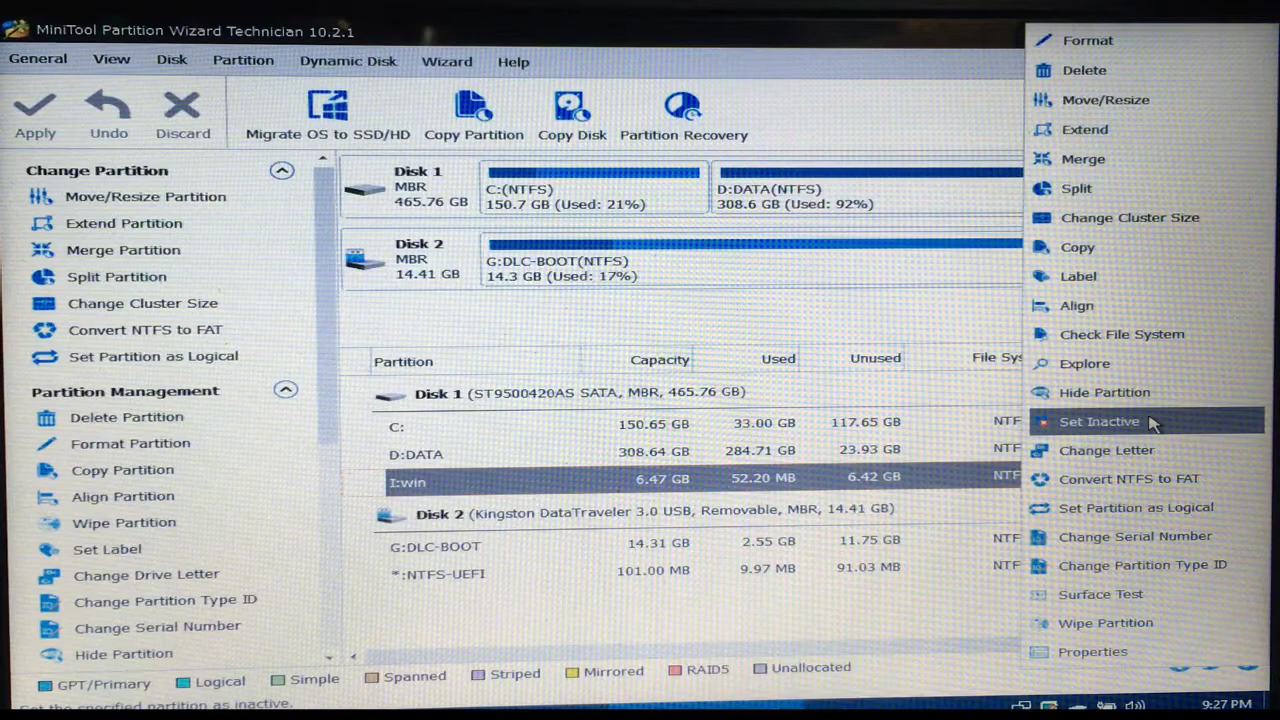 MiniTool Partition Wizard Technician 10.2.1
General View Disk Partition Dynamic Disk Wizard Help
Apply Undo Discard Migrate OS to SSD/HD Copy Partition Copy Disk Partition Recovery
Change Partition
Move/Resize Partition
Extend Partition
Merge Partition
Split Partition
Change Cluster Size
Convert NTFS to FAT
Set Partition as Logical
Partition Management
Delete Partition
Format Partition
Copy Partition
Align Partition
Wipe Partition
Set Label
Change Drive Letter
Change Partition Type ID
Change Serial Number
Hide Partition
Disk 1
MBR
465.76 GB
C:(NTFS)
150.7 GB (Used: 21%)
D:DATA(NTFS)
308.6 GB (Used: 92%)
Disk 2
MBR
14.41 GB
G:DLC-BOOT(NTFS)
14.3 GB (Used: 17%)
Partition Capacity Used Unused File Sys
Disk 1 (ST9500420AS SATA, MBR, 465.76 GB)
C: 150.65 GB 33.00 GB 117.65 GB NTF
D:DATA 308.64 GB 284.71 GB 23.93 GB NTF
I:win 6.47 GB 52.20 MB 6.42 GB NTF
Disk 2 (Kingston DataTraveler 3.0 USB, Removable, MBR, 14.41 GB)
G:DLC-BOOT 14.31 GB 2.55 GB 11.75 GB NTF
*:NTFS-UEFI 101.00 MB 9.97 MB 91.03 MB NTF
GPT/Primary Logical Simple Spanned Striped Mirrored RAID5 Unallocated
Set the specified partition as inactive.
Format
Delete
Move/Resize
Extend
Merge
Split
Change Cluster Size
Copy
Label
Align
Check File System
Explore
Hide Partition
Set Inactive
Change Letter
Convert NTFS to FAT
Set Partition as Logical
Change Serial Number
Change Partition Type ID
Surface Test
Wipe Partition
Properties
9:27 PM